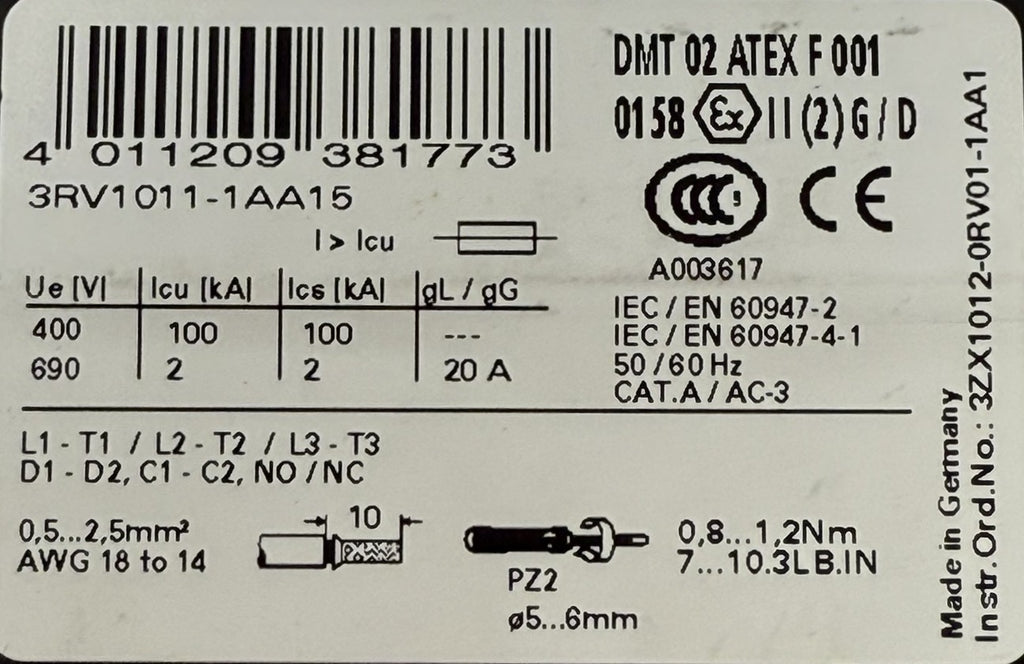 4 011209 381773
3RV1011-1AA15
I > Icu
Ue [V] Icu [kA] Ics [kA] gL / gG
400 100 100 ---
690 2 2 20 A
DMT 02 ATEX F 001
0158 Ex II (2) G / D
CCC S CE
A003617
IEC / EN 60947-2
IEC / EN 60947-4-1
50 / 60 Hz
CAT.A / AC-3
L1 - T1 / L2 - T2 / L3 - T3
D1 - D2, C1 - C2, NO / NC
0,5...2,5mm²
AWG 18 to 14
10
PZ2
ø5...6mm
0,8...1,2Nm
7...10.3LB.IN
Made in Germany
Instr. Ord.No.: 3ZX1012-0RV01-1AA1